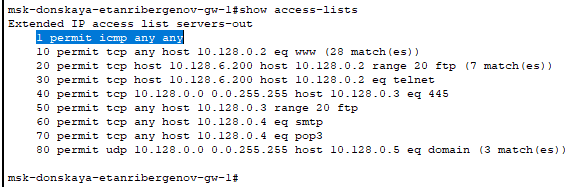 msk-donskaya-etanribergenov-gw-1#show access-lists
Extended IP access list servers-out
1 permit icmp any any
10 permit tcp any host 10.128.0.2 eq www (28 match(es))
20 permit tcp host 10.128.6.200 host 10.128.0.2 range 20 ftp (7 match(es))
30 permit tcp host 10.128.6.200 host 10.128.0.2 eq telnet
40 permit tcp 10.128.0.0 0.0.255.255 host 10.128.0.3 eq 445
50 permit tcp any host 10.128.0.3 range 20 ftp
60 permit tcp any host 10.128.0.4 eq smtp
70 permit tcp any host 10.128.0.4 eq pop3
80 permit udp 10.128.0.0 0.0.255.255 host 10.128.0.5 eq domain (3 match(es))
msk-donskaya-etanribergenov-gw-1#